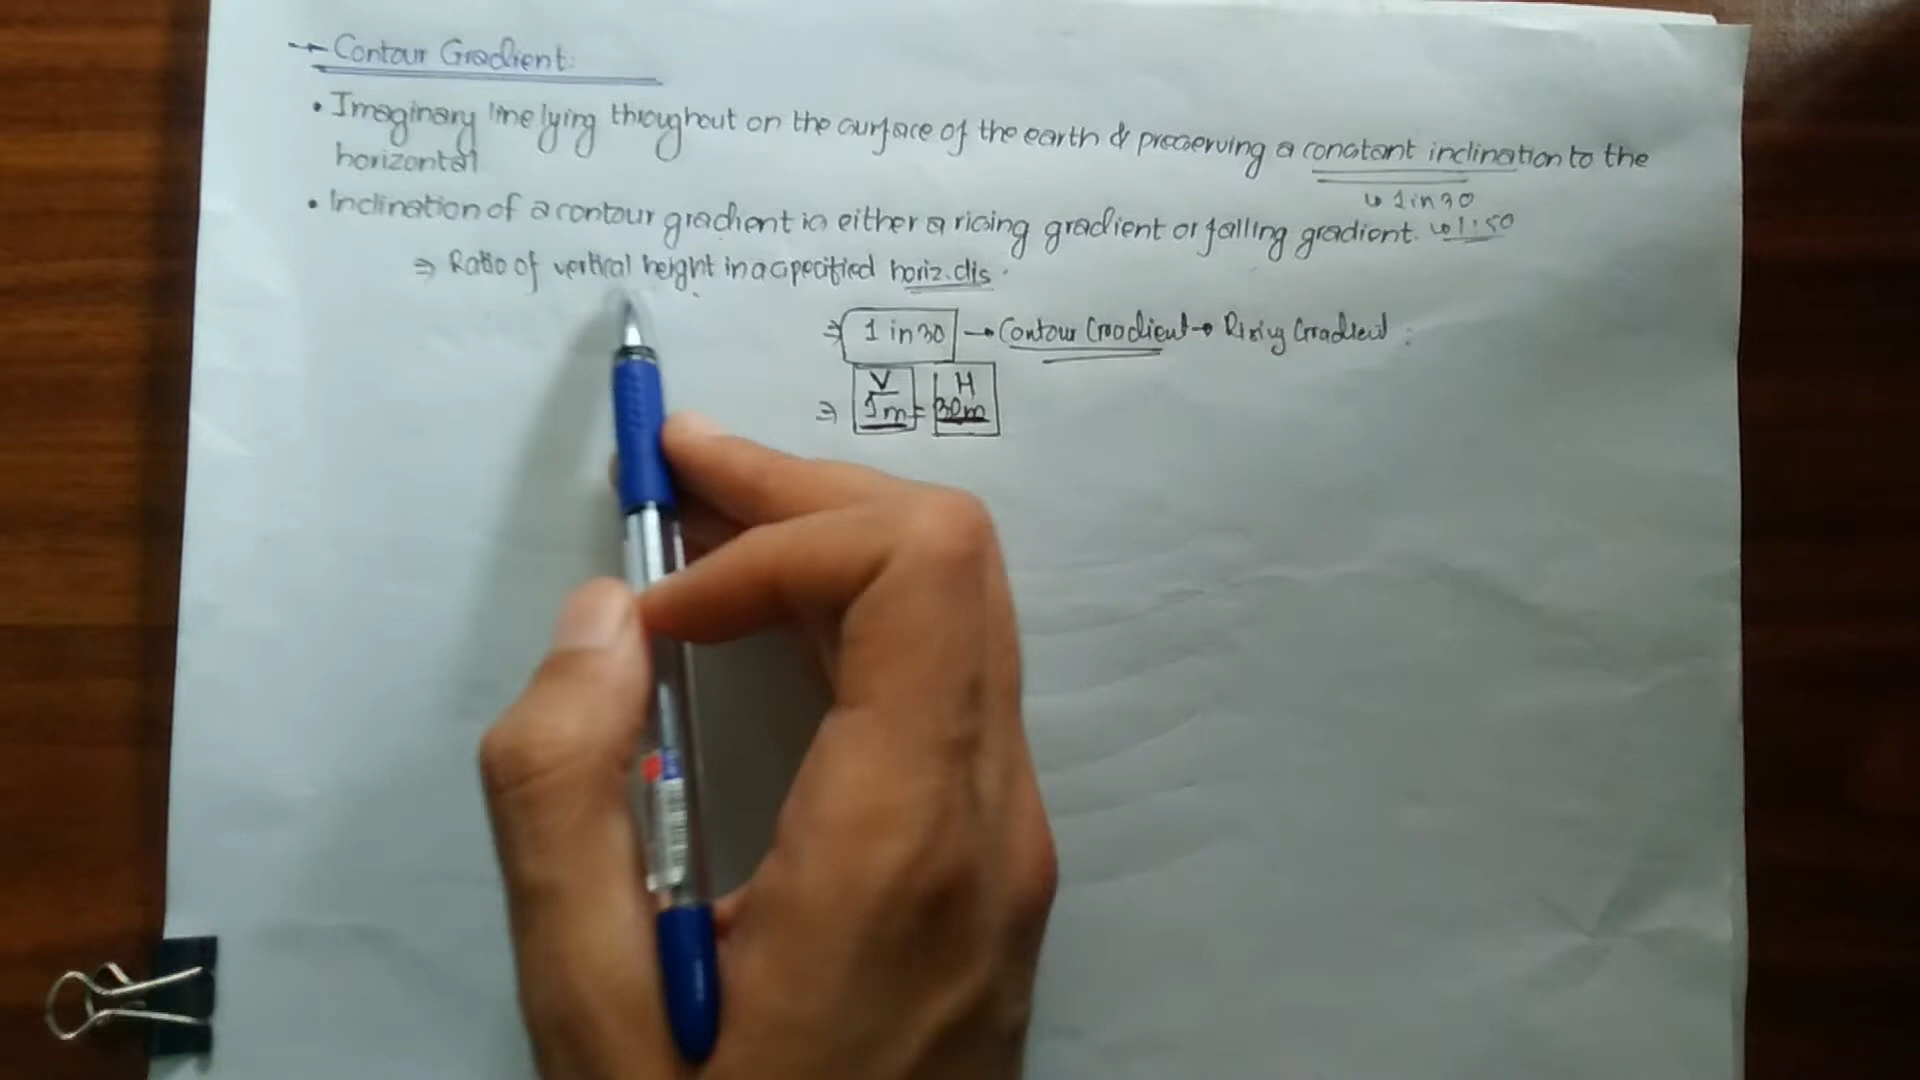 → Contour Gradient:
• Imaginary line lying throughout on the surface of the earth & preserving a constant inclination to the
horizontal
↳ 1 in 30
• Inclination of a contour gradient is either a rising gradient or falling gradient. ↳ 1:50
⇒ Ratio of vertical height in a specified horiz. dis.
⇒ 1 in 30 → Contour Gradient → Rising Gradient:
V H
⇒ 1m = 30m